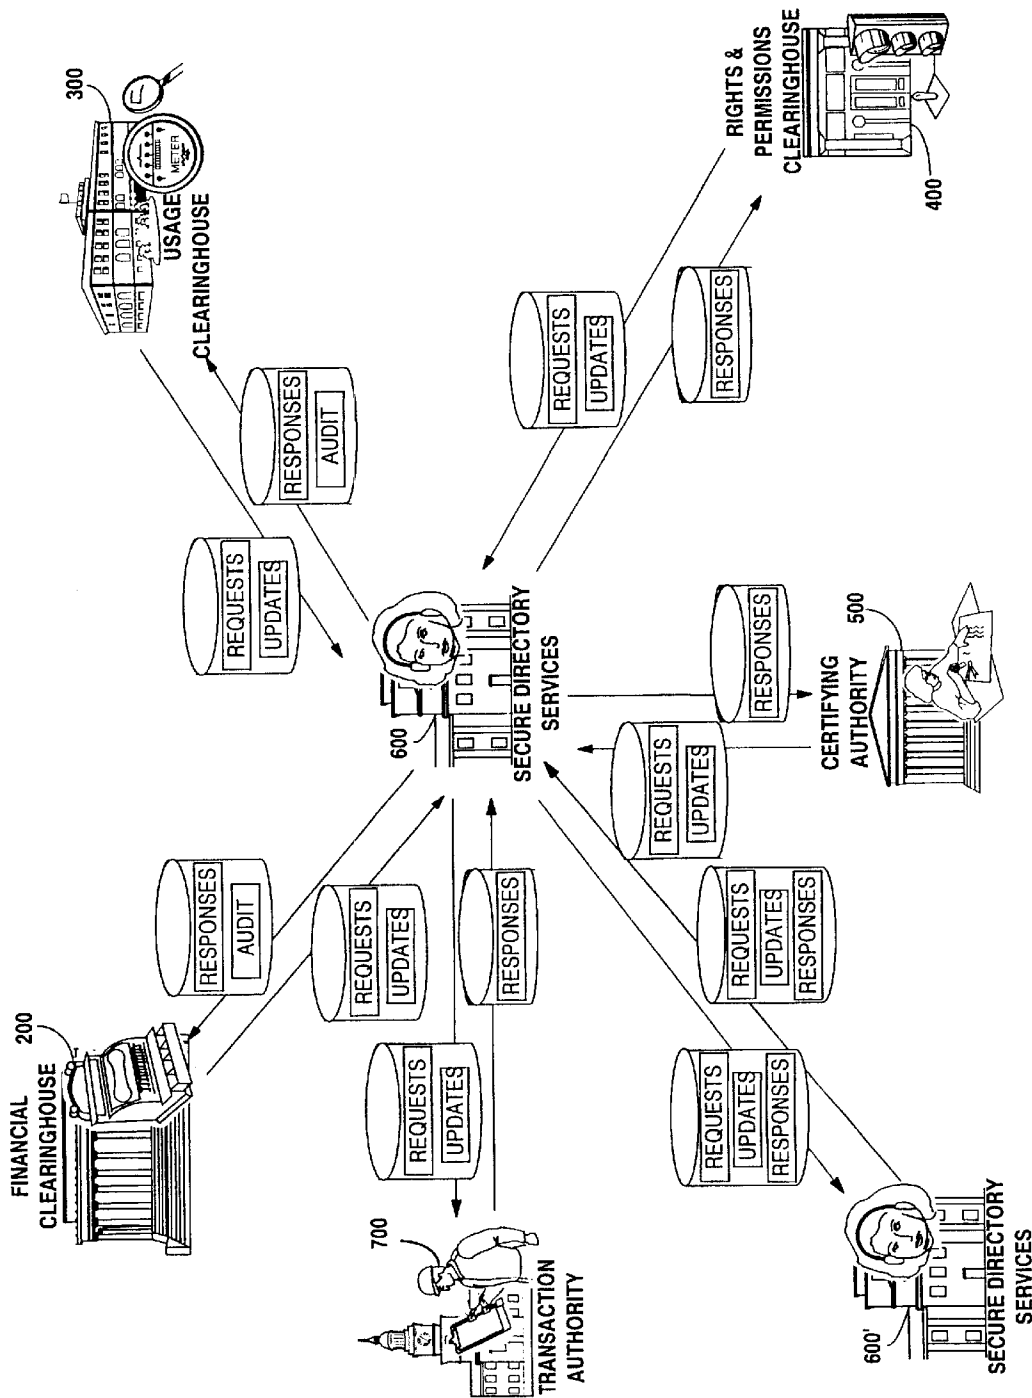 FINANCIAL
CLEARINGHOUSE
200
300
METER
USAGE
CLEARINGHOUSE
RESPONSES
AUDIT
REQUESTS
UPDATES
RESPONSES
AUDIT
REQUESTS
UPDATES
700
TRANSACTION
AUTHORITY
REQUESTS
UPDATES
RESPONSES
600
SECURE DIRECTORY
SERVICES
REQUESTS
UPDATES
RESPONSES
RIGHTS &
PERMISSIONS
CLEARINGHOUSE
400
REQUESTS
UPDATES
RESPONSES
REQUESTS
UPDATES
RESPONSES
REQUESTS
UPDATES
RESPONSES
CERTIFYING
AUTHORITY
500
600'
SECURE DIRECTORY
SERVICES